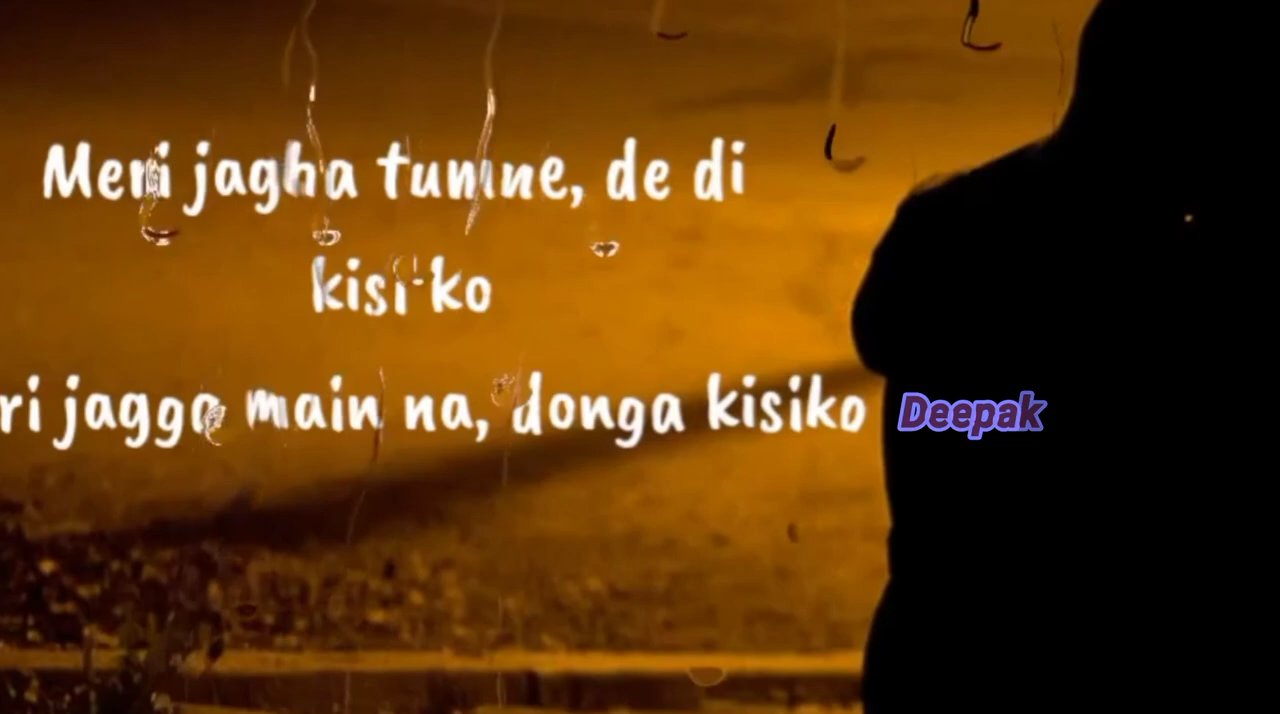 Meri jagha tumne, de di
kisi ko
ri jagga main na, donga kisiko
Deepak